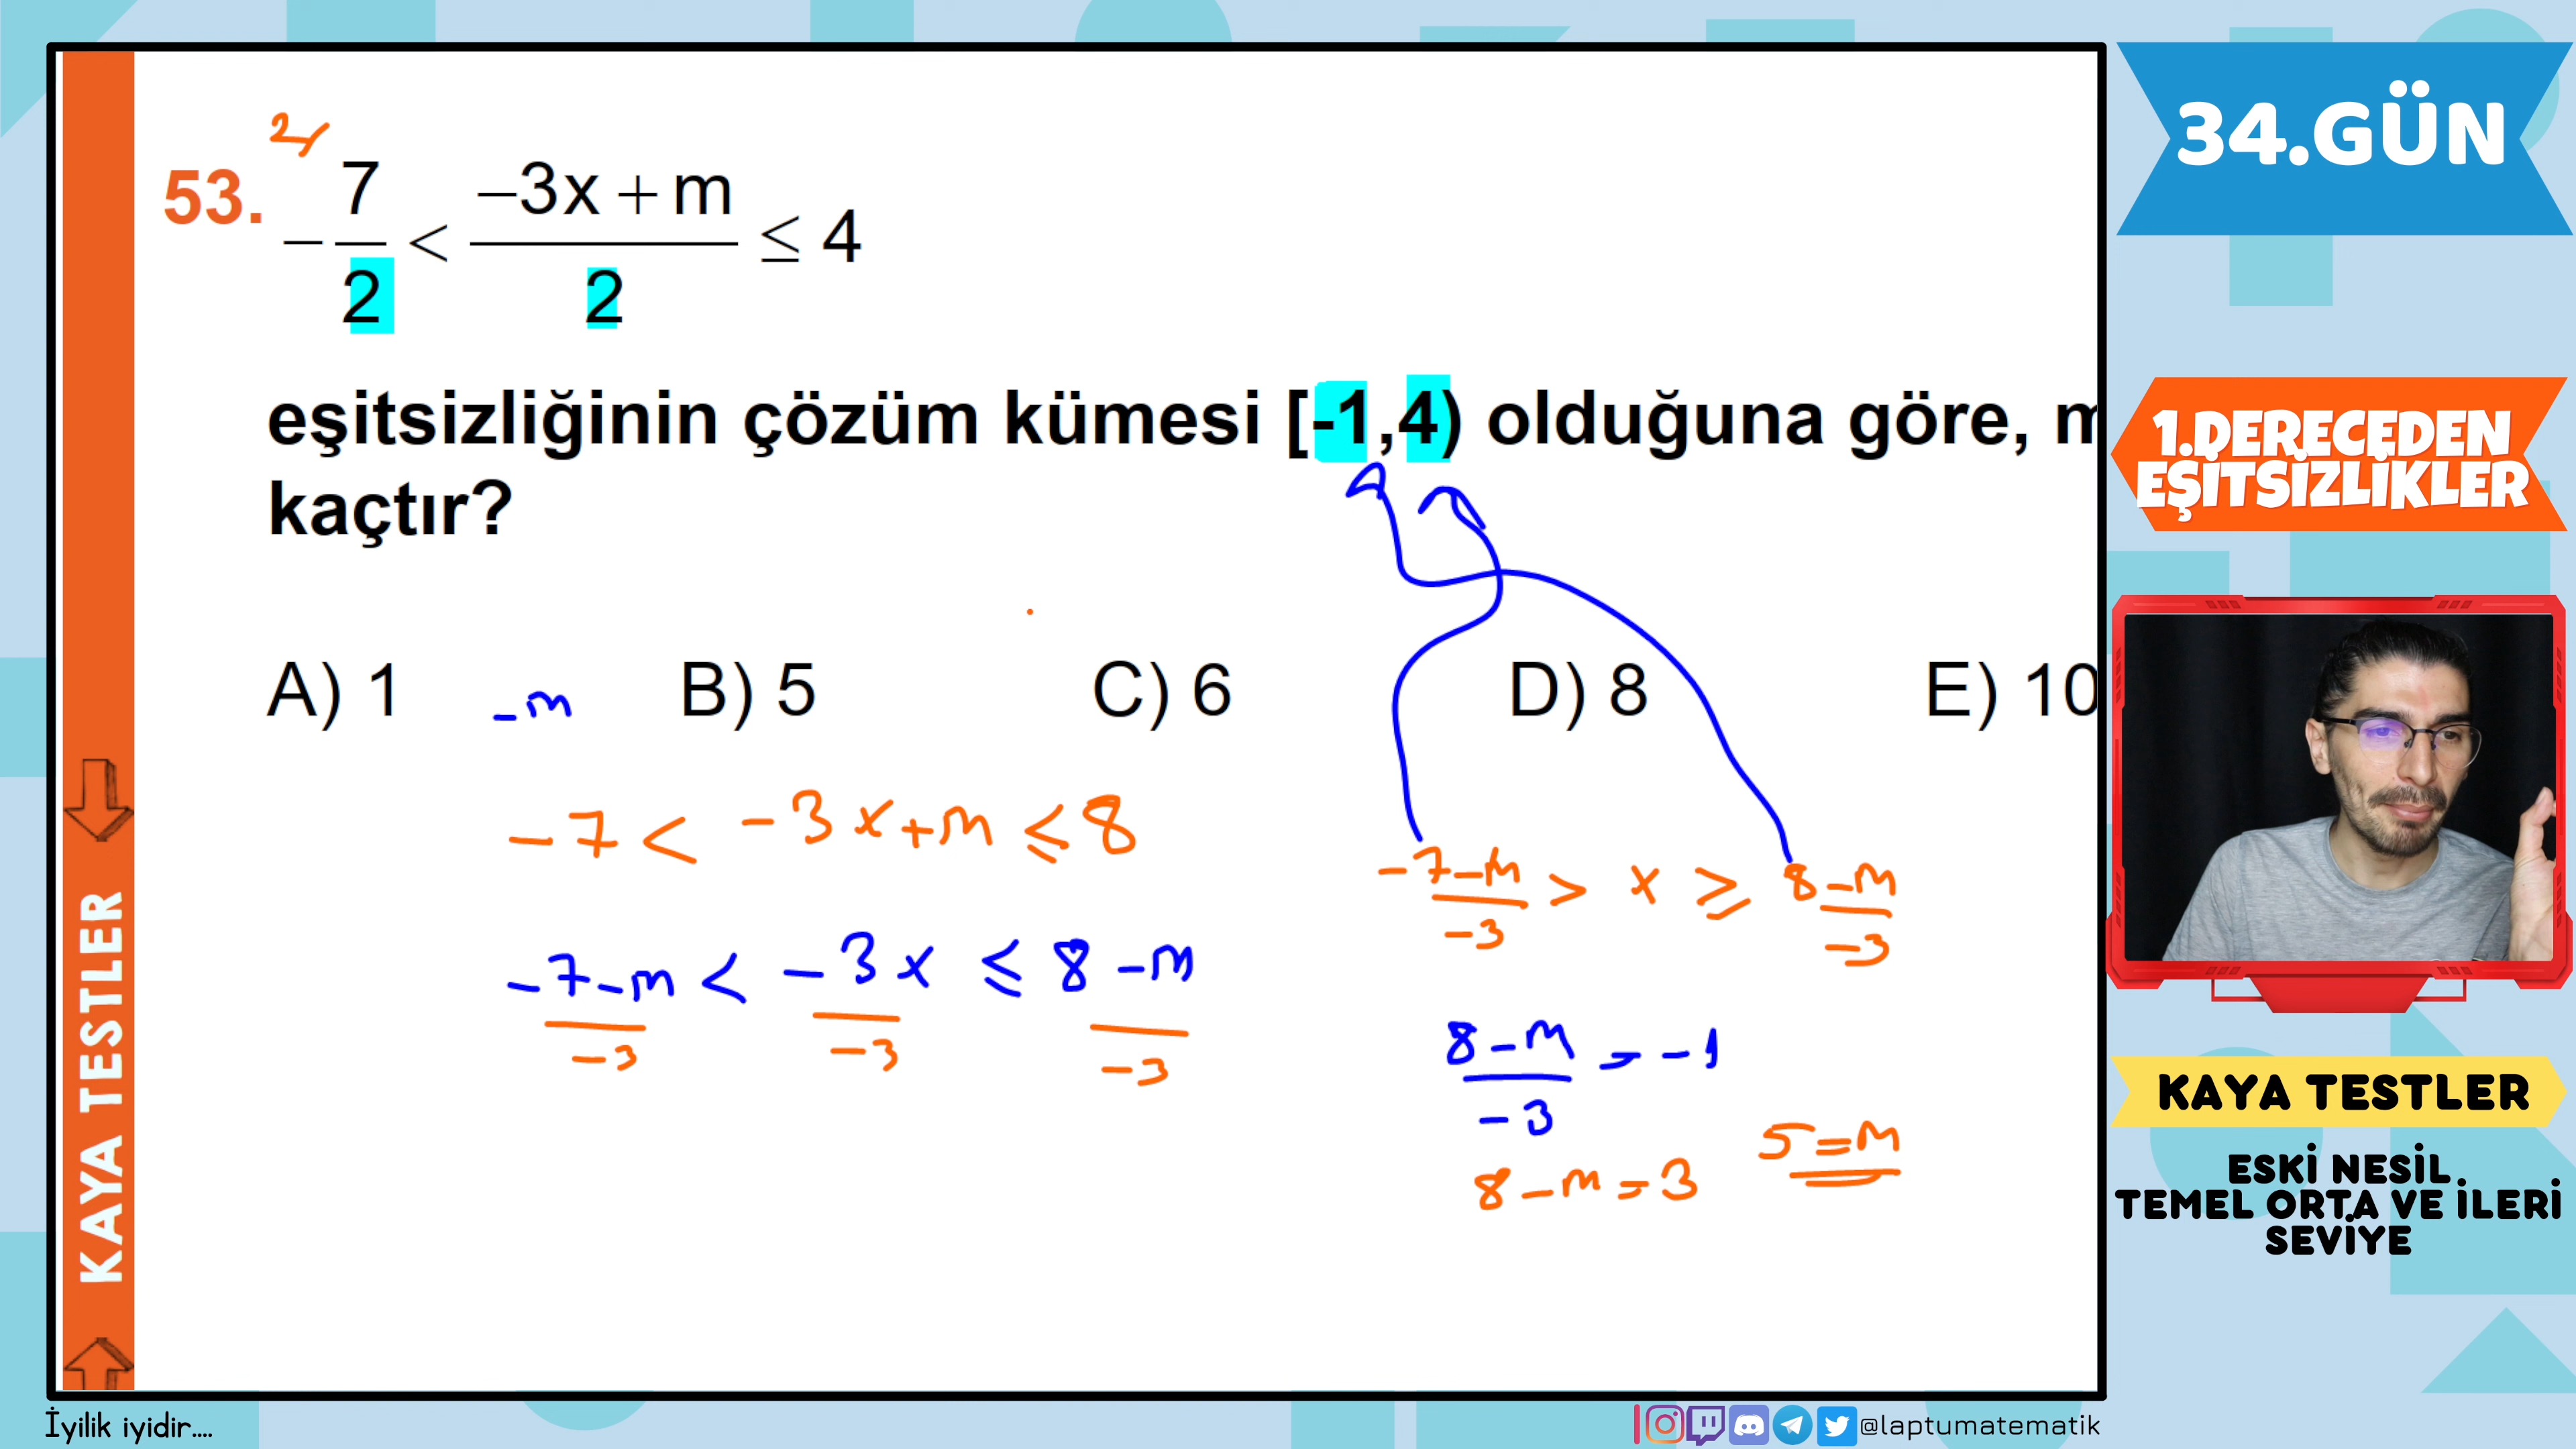 34.GÜN
2/
53. -7/2 < (-3x + m)/2 ≤ 4
eşitsizliğinin çözüm kümesi [-1,4) olduğuna göre, m
kaçtır?
A) 1 B) 5 C) 6 D) 8 E) 10
-m
-7 < -3x+m ≤ 8
-7-m < -3x ≤ 8-m
-3 -3 -3
(-7-m)/-3 > x ≥ (8-m)/-3
(8-m)/-3 = -1
8-m=3
5=m
KAYA TESTLER
1.DERECEDEN
EŞİTSİZLİKLER
KAYA TESTLER
ESKİ NESİL
TEMEL ORTA VE İLERİ
SEVİYE
İyilik iyidir....
@laptumatematik